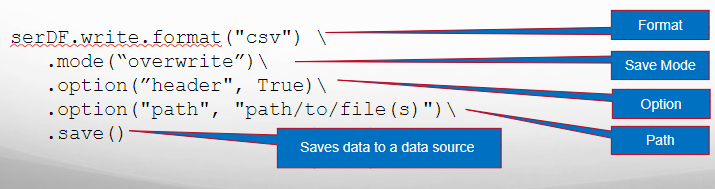 serDF.write.format("csv") \
.mode(“overwrite”)\
.option(”header", True)\
.option("path", "path/to/file(s)")\
.save()
Format
Save Mode
Option
Path
Saves data to a data source